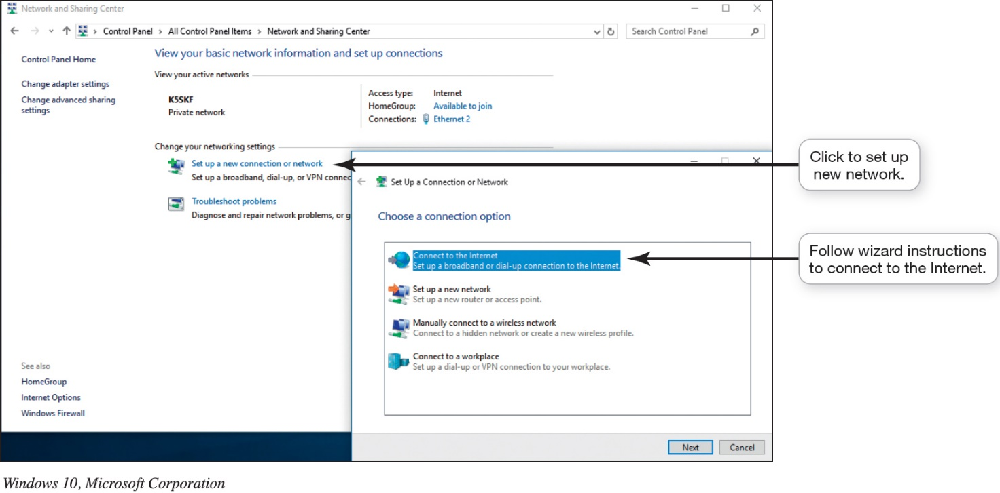 Network and Sharing Center
Control Panel > All Control Panel Items > Network and Sharing Center
Search Control Panel
Control Panel Home
Change adapter settings
Change advanced sharing
settings
View your basic network information and set up connections
View your active networks
K5SKF
Private network
Access type: Internet
HomeGroup: Available to join
Connections: Ethernet 2
Change your networking settings
Set up a new connection or network
Set up a broadband, dial-up, or VPN connec
Troubleshoot problems
Diagnose and repair network problems, or g
See also
HomeGroup
Internet Options
Windows Firewall
Set Up a Connection or Network
Choose a connection option
Connect to the Internet
Set up a broadband or dial-up connection to the Internet.
Set up a new network
Set up a new router or access point.
Manually connect to a wireless network
Connect to a hidden network or create a new wireless profile.
Connect to a workplace
Set up a dial-up or VPN connection to your workplace.
Next
Cancel
Click to set up
new network.
Follow wizard instructions
to connect to the Internet.
Windows 10, Microsoft Corporation